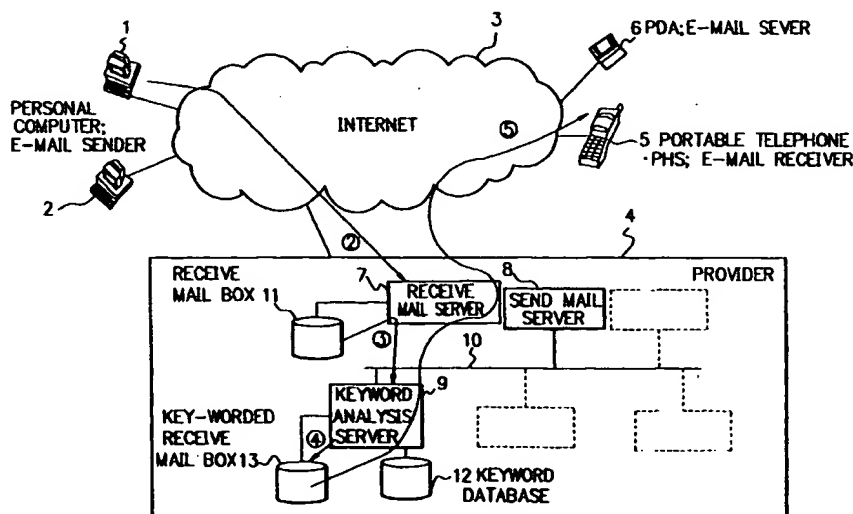 1
3
6 PDA;E-MAIL SEVER
PERSONAL
COMPUTER;
E-MAIL SENDER
INTERNET
⑤
5 PORTABLE TELEPHONE
·PHS; E-MAIL RECEIVER
2
②
4
RECEIVE
MAIL BOX 11
7
RECEIVE
MAIL SERVER
8
SEND MAIL
SERVER
PROVIDER
③
10
9
KEYWORD
ANALYSIS
SERVER
KEY-WORDED
RECEIVE
MAIL BOX13
④
12 KEYWORD
DATABASE